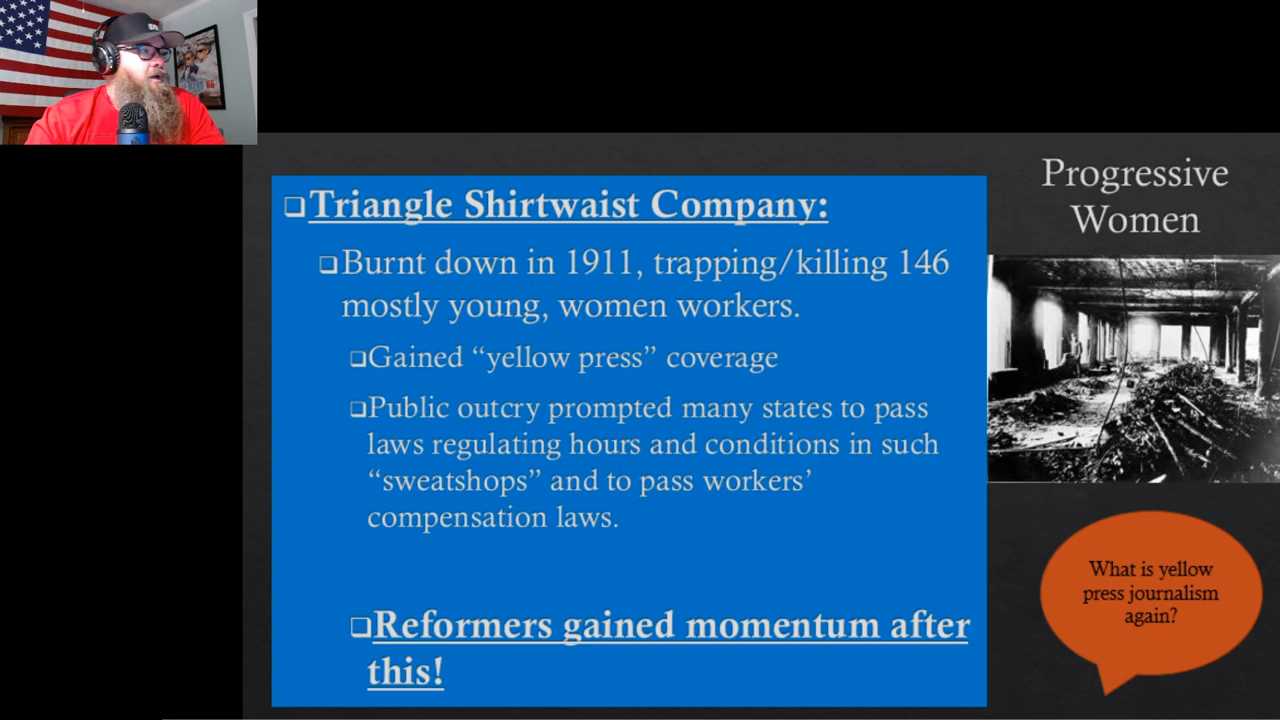 Progressive
Women
❑Triangle Shirtwaist Company:
❑Burnt down in 1911, trapping/killing 146
mostly young, women workers.
❑Gained “yellow press” coverage
❑Public outcry prompted many states to pass
laws regulating hours and conditions in such
“sweatshops” and to pass workers’
compensation laws.
❑Reformers gained momentum after
this!
What is yellow
press journalism
again?